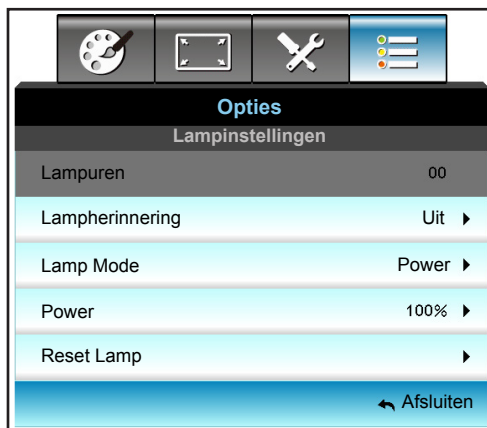 Opties
Lampinstellingen
Lampuren 00
Lampherinnering Uit
Lamp Mode Power
Power 100%
Reset Lamp
Afsluiten